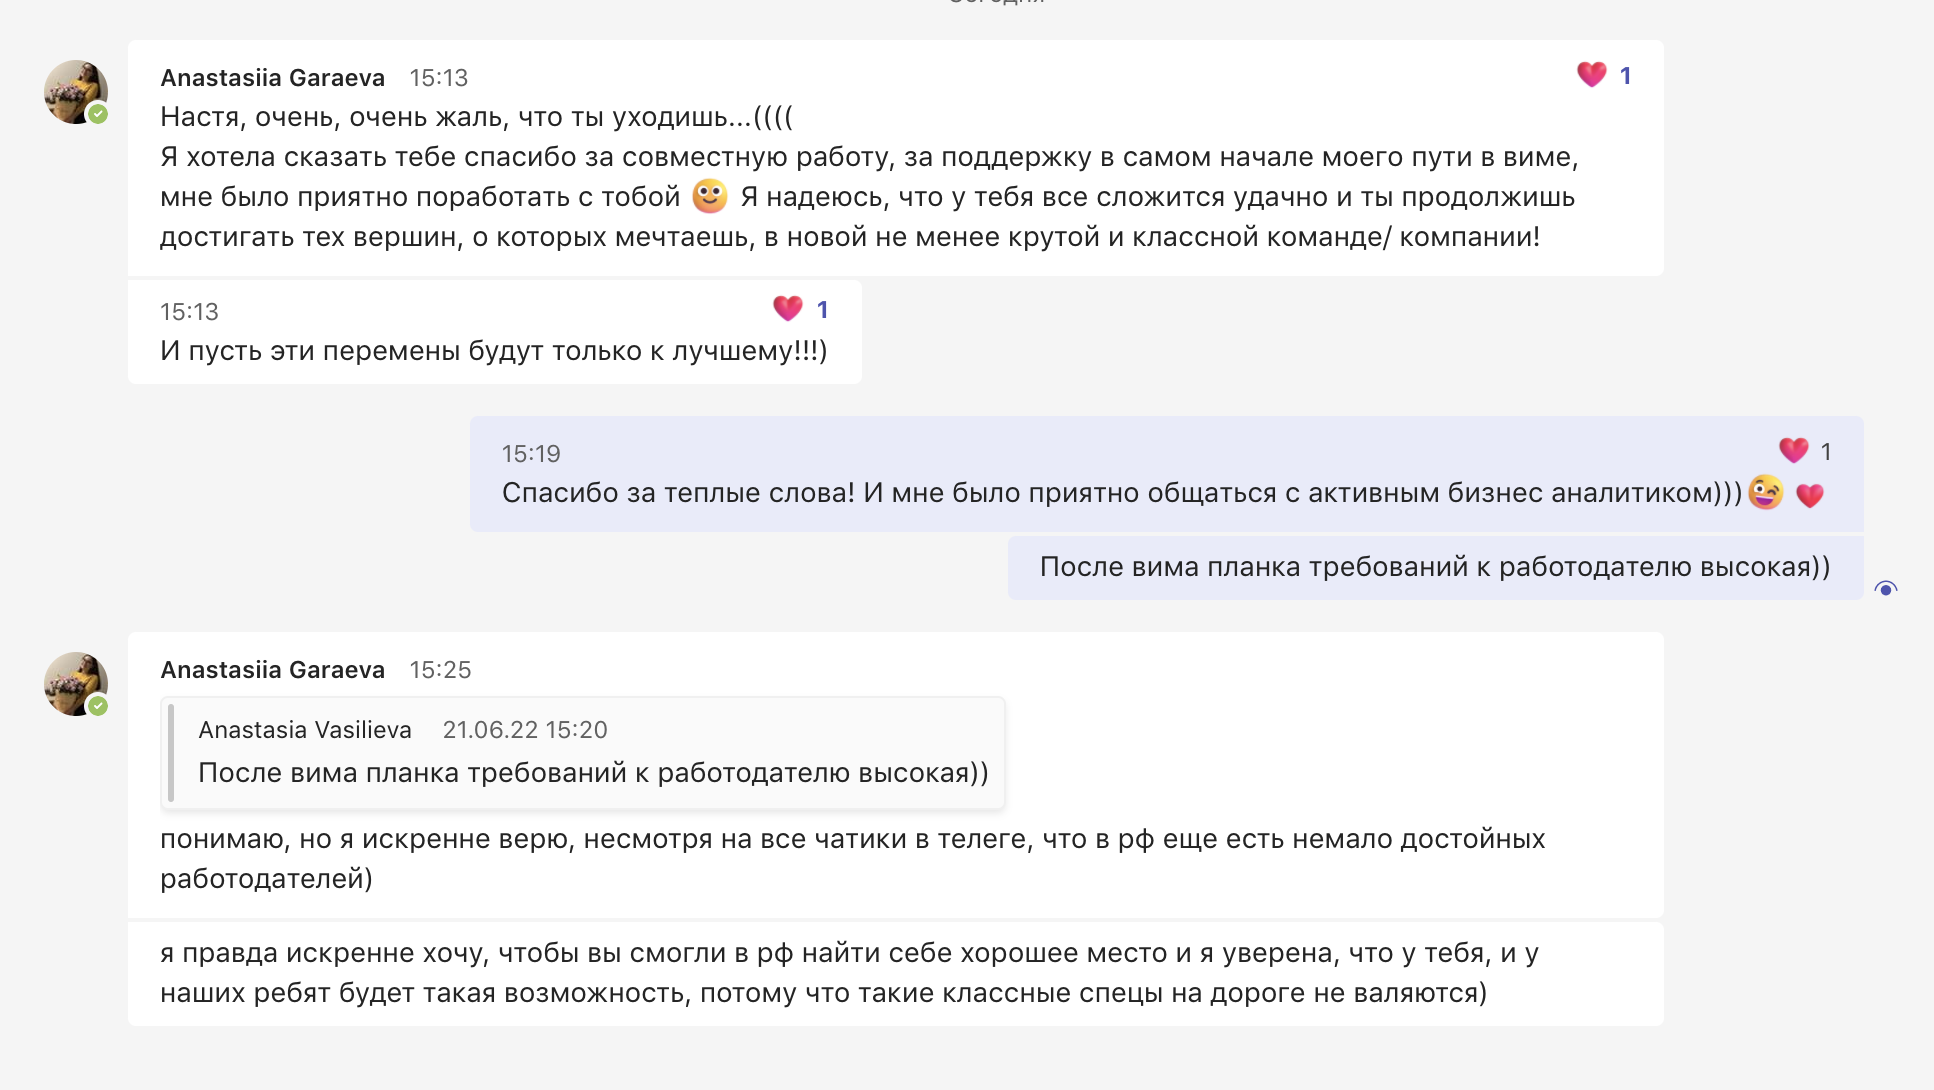 Сегодня
Anastasiia Garaeva 15:13
1
Настя, очень, очень жаль, что ты уходишь...((((
Я хотела сказать тебе спасибо за совместную работу, за поддержку в самом начале моего пути в виме,
мне было приятно поработать с тобой Я надеюсь, что у тебя все сложится удачно и ты продолжишь
достигать тех вершин, о которых мечтаешь, в новой не менее крутой и классной команде/ компании!
15:13
1
И пусть эти перемены будут только к лучшему!!!)
15:19
1
Спасибо за теплые слова! И мне было приятно общаться с активным бизнес аналитиком)))
После вима планка требований к работодателю высокая))
Anastasiia Garaeva 15:25
Anastasia Vasilieva 21.06.22 15:20
После вима планка требований к работодателю высокая))
понимаю, но я искренне верю, несмотря на все чатики в телеге, что в рф еще есть немало достойных
работодателей)
я правда искренне хочу, чтобы вы смогли в рф найти себе хорошее место и я уверена, что у тебя, и у
наших ребят будет такая возможность, потому что такие классные спецы на дороге не валяются)